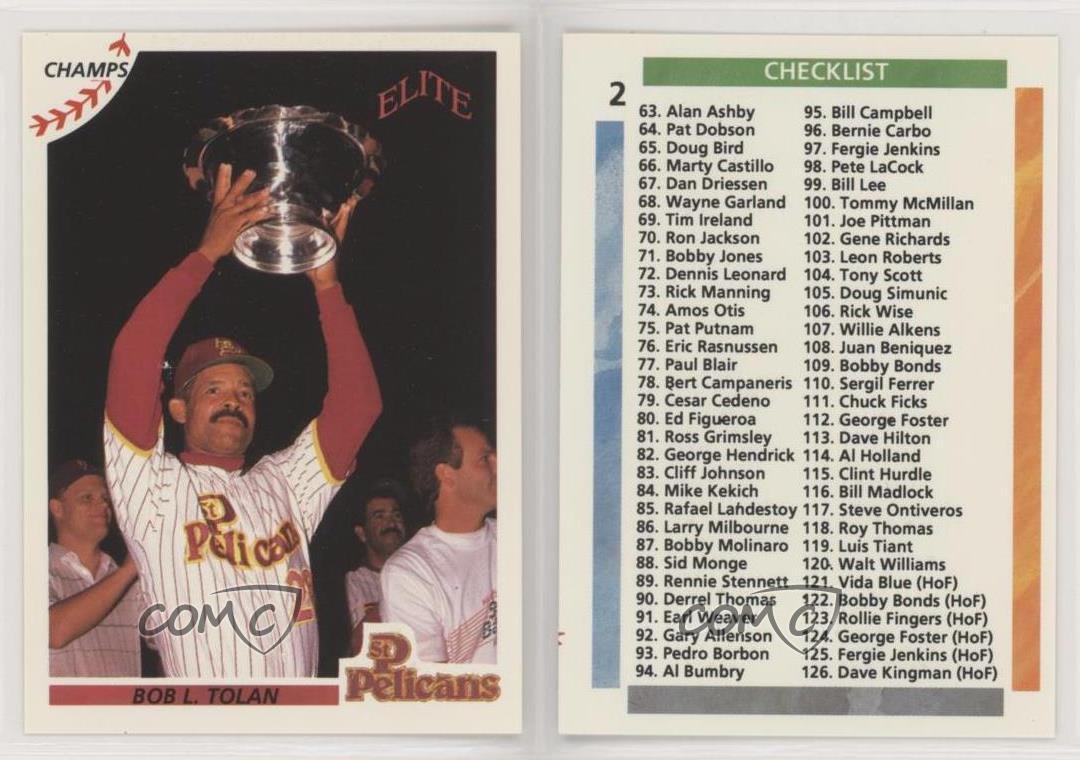 CHAMPS
ELITE
St
P
Pelicans
BOB L. TOLAN
St
P
Pelicans
COMC
CHECKLIST
2
63. Alan Ashby
64. Pat Dobson
65. Doug Bird
66. Marty Castillo
67. Dan Driessen
68. Wayne Garland
69. Tim Ireland
70. Ron Jackson
71. Bobby Jones
72. Dennis Leonard
73. Rick Manning
74. Amos Otis
75. Pat Putnam
76. Eric Rasnussen
77. Paul Blair
78. Bert Campaneris
79. Cesar Cedeno
80. Ed Figueroa
81. Ross Grimsley
82. George Hendrick
83. Cliff Johnson
84. Mike Kekich
85. Rafael Landestoy
86. Larry Milbourne
87. Bobby Molinaro
88. Sid Monge
89. Rennie Stennett
90. Derrel Thomas
91. Earl Weaver
92. Gary Allenson
93. Pedro Borbon
94. Al Bumbry
95. Bill Campbell
96. Bernie Carbo
97. Fergie Jenkins
98. Pete LaCock
99. Bill Lee
100. Tommy McMillan
101. Joe Pittman
102. Gene Richards
103. Leon Roberts
104. Tony Scott
105. Doug Simunic
106. Rick Wise
107. Willie Alkens
108. Juan Beniquez
109. Bobby Bonds
110. Sergil Ferrer
111. Chuck Ficks
112. George Foster
113. Dave Hilton
114. Al Holland
115. Clint Hurdle
116. Bill Madlock
117. Steve Ontiveros
118. Roy Thomas
119. Luis Tiant
120. Walt Williams
121. Vida Blue (HoF)
122. Bobby Bonds (HoF)
123. Rollie Fingers (HoF)
124. George Foster (HoF)
125. Fergie Jenkins (HoF)
126. Dave Kingman (HoF)
COMC